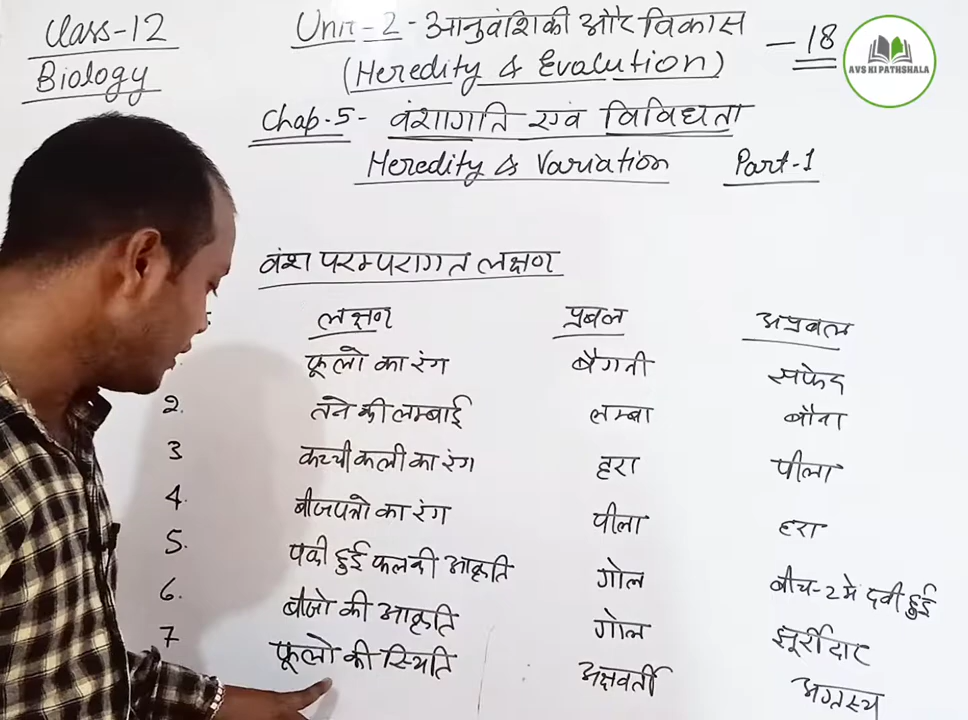 Class-12
Biology
Unit-2-आनुवंशिकी और विकास
(Heredity & Evalution)
-18
AVS KI PATHSHALA
Chap.5- वंशागति एवं विविधता
Heredity & Variation Part-1
वंश परम्परागत लक्षण
लक्षण प्रबल अप्रबल
फूलो का रंग बैगनी सफेद
2. तने की लम्बाई लम्बा बौना
3 कच्ची कली का रंग हरा पीला
4. बीजपत्रो का रंग पीला हरा
5. पकी हुई फलकी आकृति गोल बीच-2 मे दबी हुई
6. बीजो की आकृति गोल झूर्रीदार
7 फूलो की स्थिति अक्षवर्ती अग्रस्थ